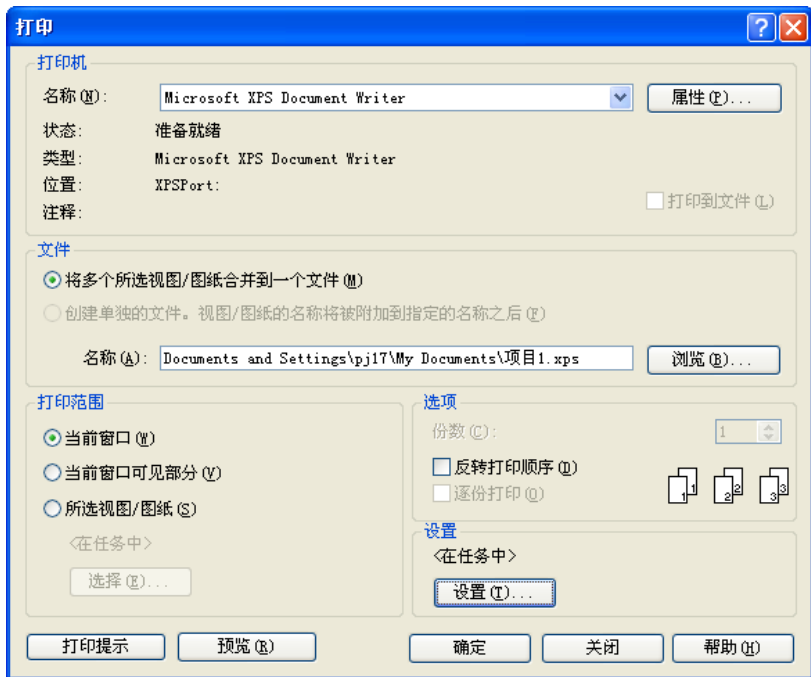 打印
打印机
名称(N): Microsoft XPS Document Writer 属性(P)...
状态: 准备就绪
类型: Microsoft XPS Document Writer
位置: XPSPort:
注释:
打印到文件(L)
文件
将多个所选视图/图纸合并到一个文件(M)
创建单独的文件。视图/图纸的名称将被附加到指定的名称之后(F)
名称(A): Documents and Settings\pj17\My Documents\项目1.xps 浏览(B)...
打印范围
当前窗口(W)
当前窗口可见部分(V)
所选视图/图纸(S)
<在任务中>
选择(E)...
选项
份数(C): 1
反转打印顺序(D)
逐份打印(O)
1 1 2 2 3 3
设置
<在任务中>
设置(T)...
打印提示 预览(R) 确定 关闭 帮助(H)